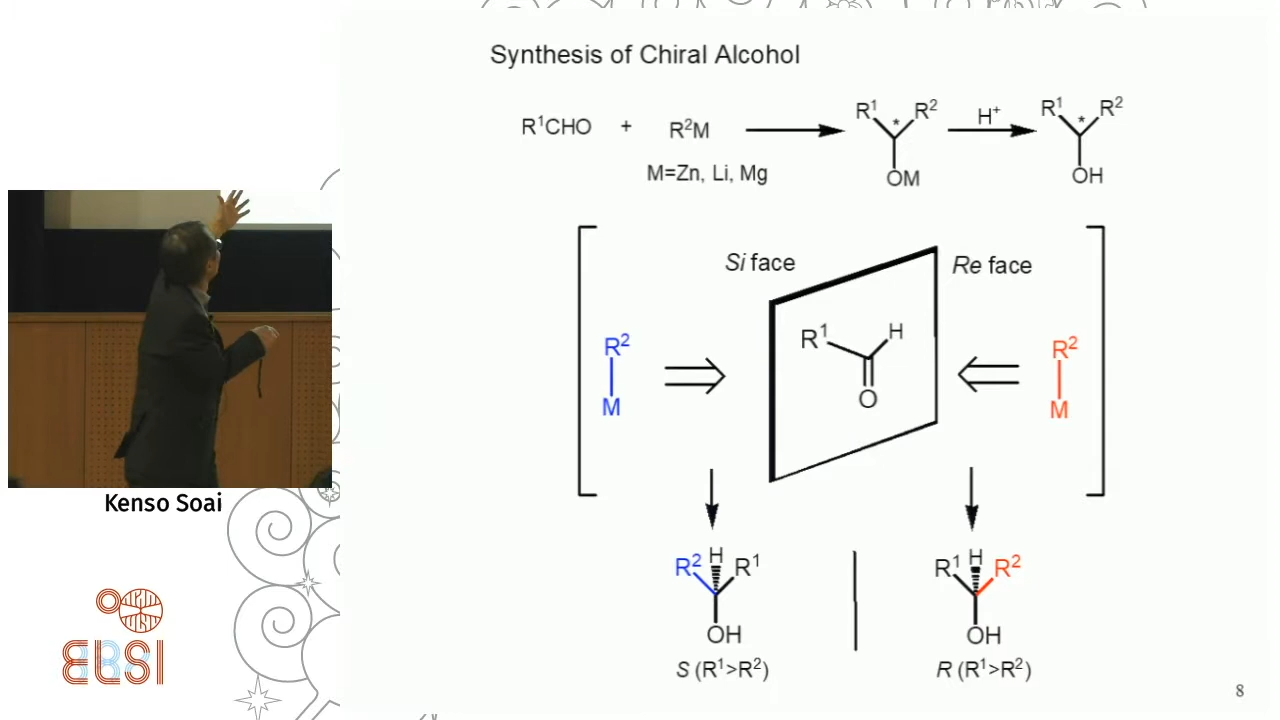 Synthesis of Chiral Alcohol
R¹CHO + R²M
M=Zn, Li, Mg
R¹ R²
*
OM
H⁺
R¹ R²
*
OH
Si face
Re face
R²
M
R¹ H
O
R²
M
R² H R¹
OH
S (R¹>R²)
R¹ H R²
OH
R (R¹>R²)
8
Kenso Soai
ELSI